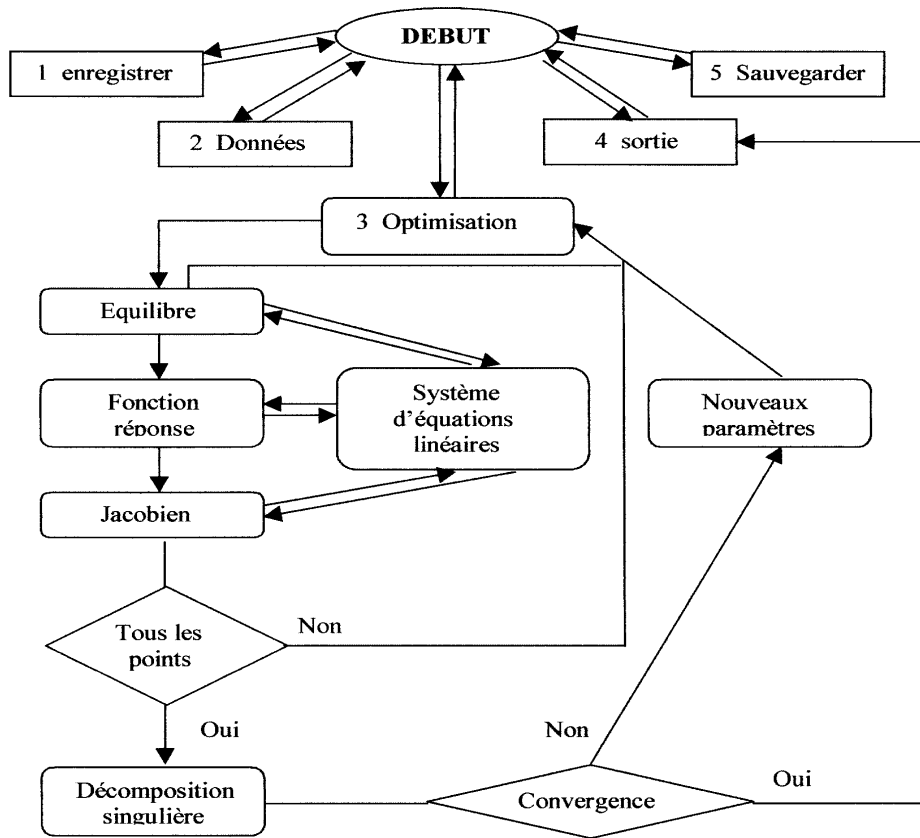 DEBUT
1 enregistrer
5 Sauvegarder
2 Données
4 sortie
3 Optimisation
Equilibre
Fonction
réponse
Système
d'équations
linéaires
Nouveaux
paramètres
Jacobien
Tous les
points
Non
Oui
Non
Décomposition
singulière
Convergence
Oui